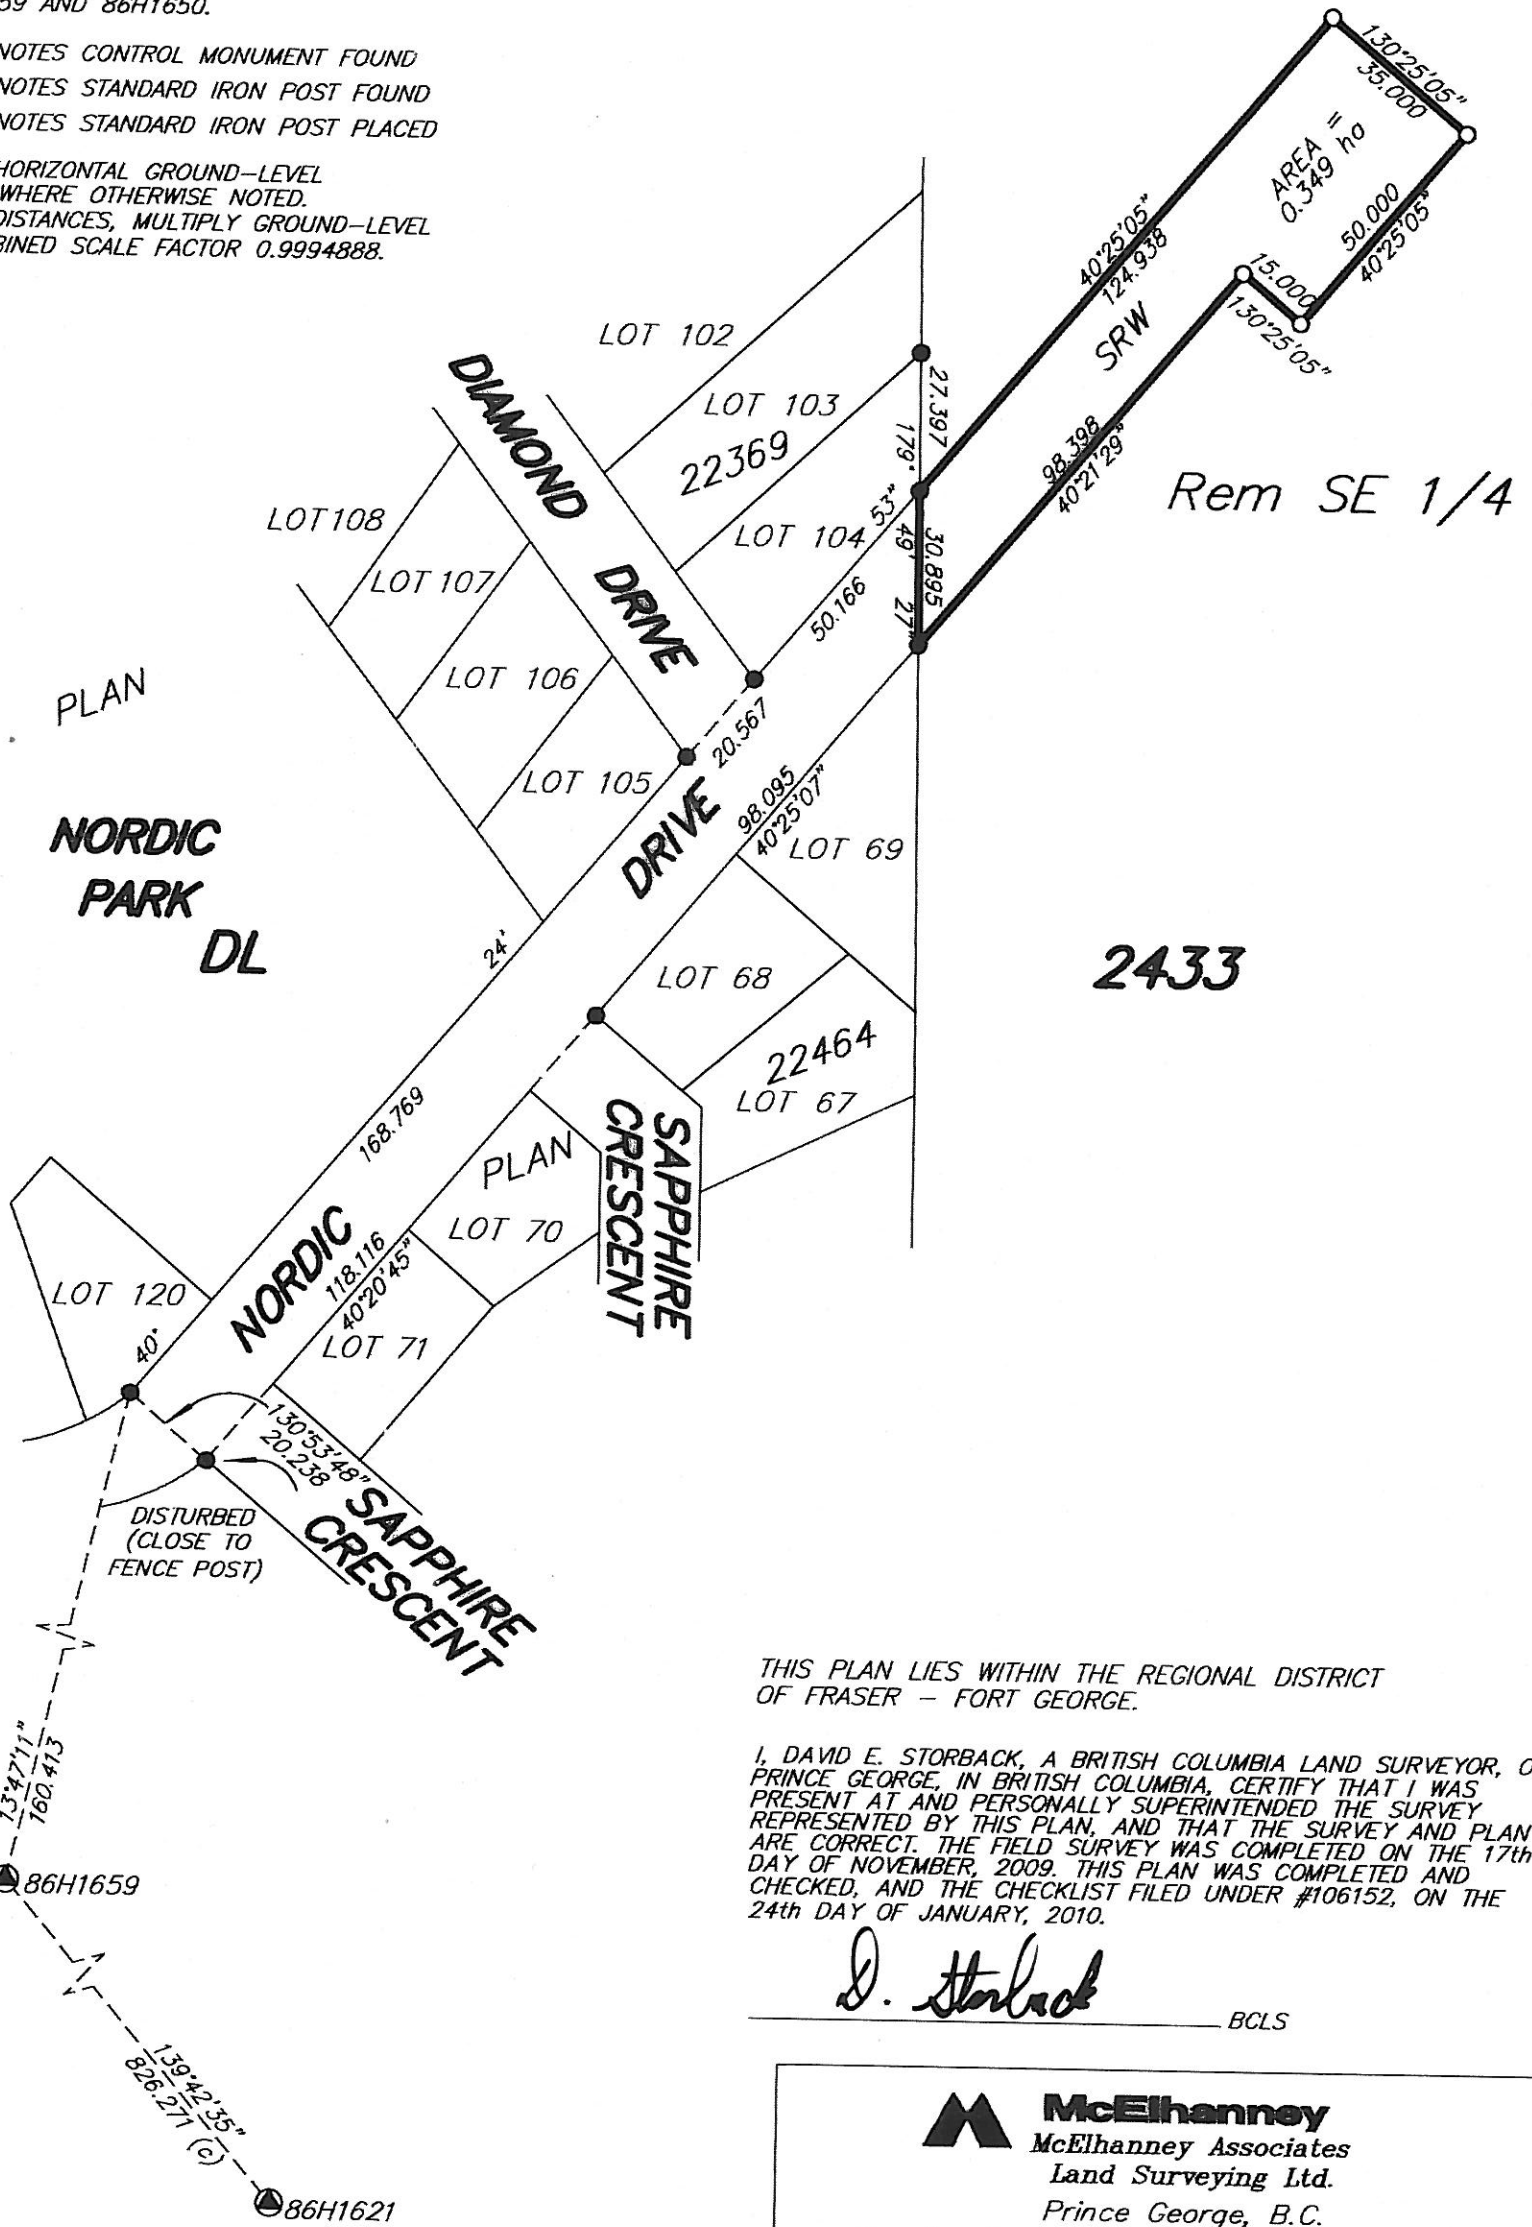 59 AND 86H1650.
NOTES CONTROL MONUMENT FOUND
NOTES STANDARD IRON POST FOUND
NOTES STANDARD IRON POST PLACED
HORIZONTAL GROUND-LEVEL
WHERE OTHERWISE NOTED.
DISTANCES, MULTIPLY GROUND-LEVEL
BINED SCALE FACTOR 0.9994888.
130°25'05"
35.000
AREA =
0.349 ha
50.000
40°25'05"
15.000
130°25'05"
40°25'05"
124.938
SRW
98.398
40°21'29"
Rem SE 1/4
LOT 102
LOT 103
22369
LOT 104
27.397
179°
53"
49'
30.895
27"
50.166
DIAMOND DRIVE
LOT108
LOT 107
LOT 106
LOT 105
20.567
PLAN
NORDIC
PARK
DL
DRIVE
98.095
40°25'07"
LOT 69
2433
24'
LOT 68
22464
LOT 67
168.769
PLAN
SAPPHIRE
CRESCENT
LOT 70
NORDIC
118.116
40°20'45"
LOT 71
LOT 120
40°
130°53'48"
20.238
SAPPHIRE
CRESCENT
DISTURBED
(CLOSE TO
FENCE POST)
13°47'11"
160.413
86H1659
139°42'35"
826.271 (c)
86H1621
THIS PLAN LIES WITHIN THE REGIONAL DISTRICT
OF FRASER - FORT GEORGE.
I, DAVID E. STORBACK, A BRITISH COLUMBIA LAND SURVEYOR, O
PRINCE GEORGE, IN BRITISH COLUMBIA, CERTIFY THAT I WAS
PRESENT AT AND PERSONALLY SUPERINTENDED THE SURVEY
REPRESENTED BY THIS PLAN, AND THAT THE SURVEY AND PLAN
ARE CORRECT. THE FIELD SURVEY WAS COMPLETED ON THE 17th
DAY OF NOVEMBER, 2009. THIS PLAN WAS COMPLETED AND
CHECKED, AND THE CHECKLIST FILED UNDER #106152, ON THE
24th DAY OF JANUARY, 2010.
D. Storback
BCLS
McElhanney
McElhanney Associates
Land Surveying Ltd.
Prince George, B.C.